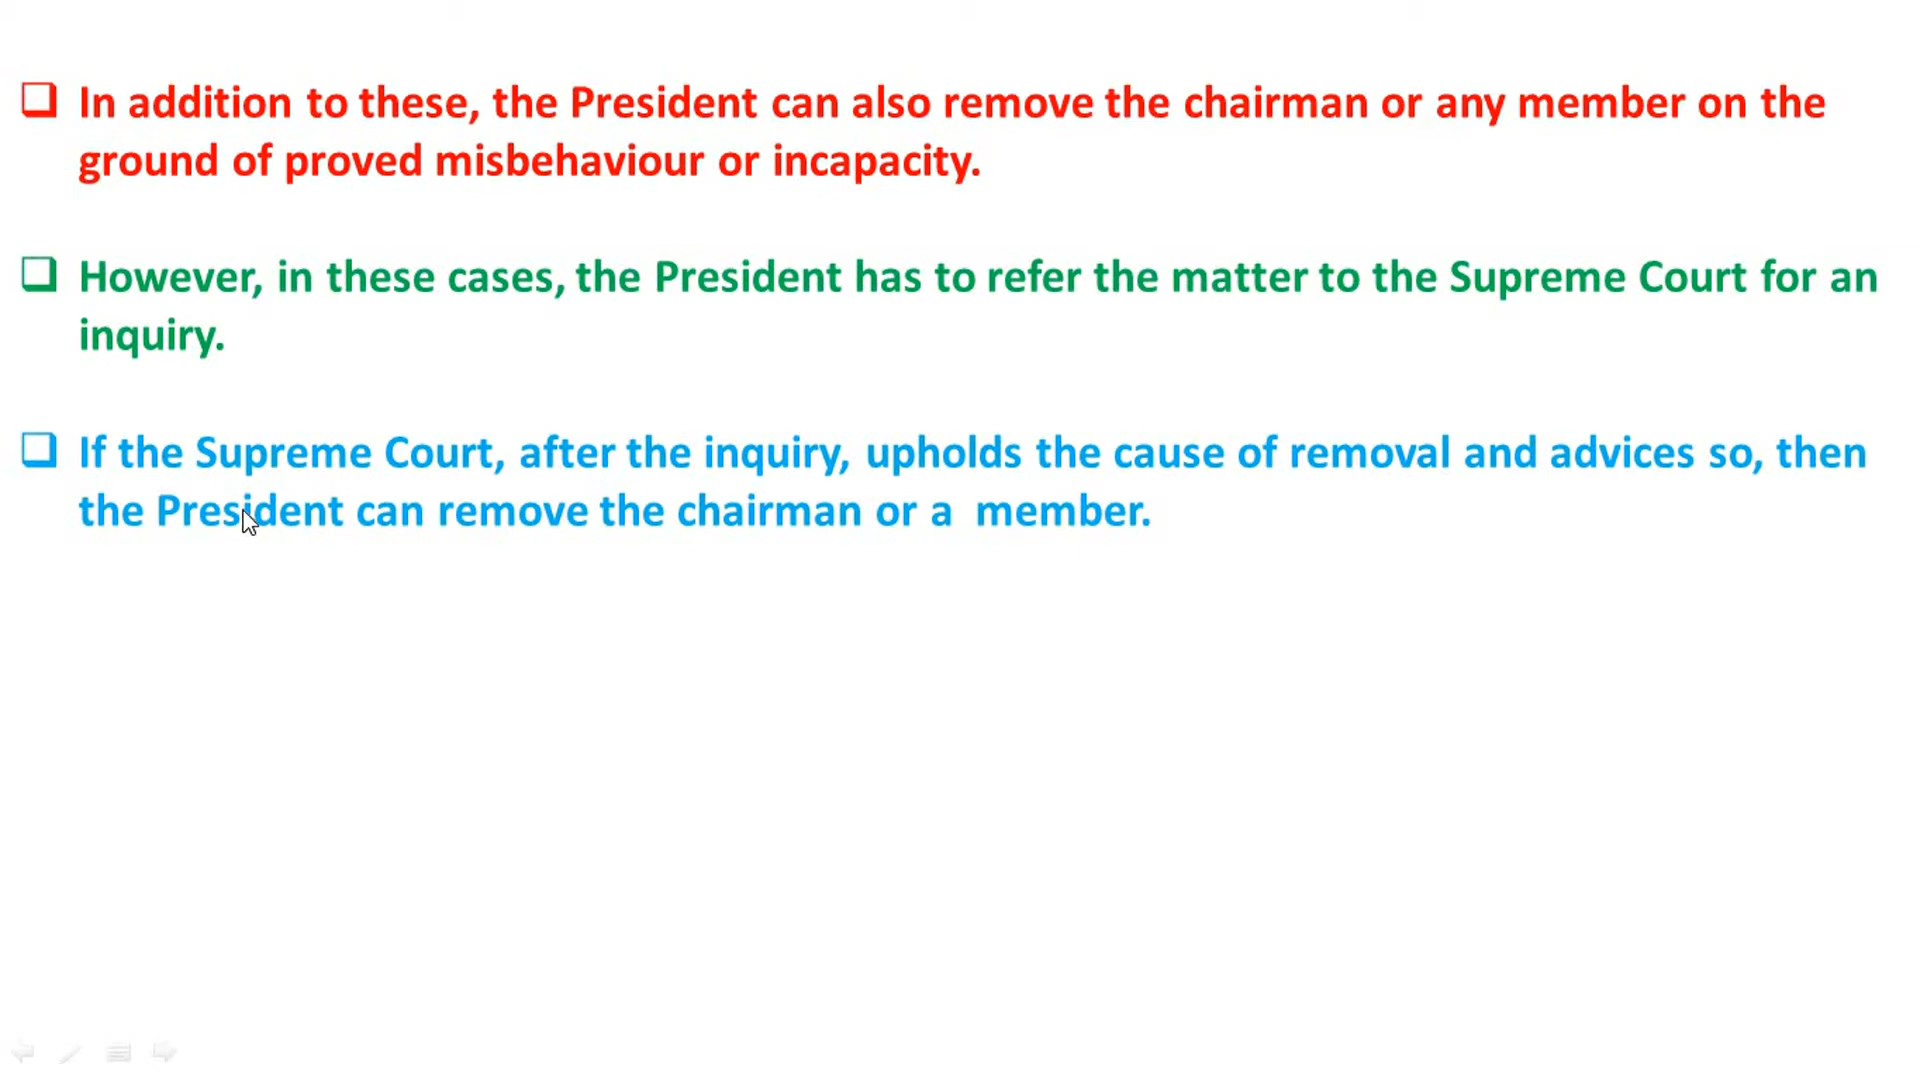 In addition to these, the President can also remove the chairman or any member on the
ground of proved misbehaviour or incapacity.
However, in these cases, the President has to refer the matter to the Supreme Court for an
inquiry.
If the Supreme Court, after the inquiry, upholds the cause of removal and advices so, then
the President can remove the chairman or a  member.